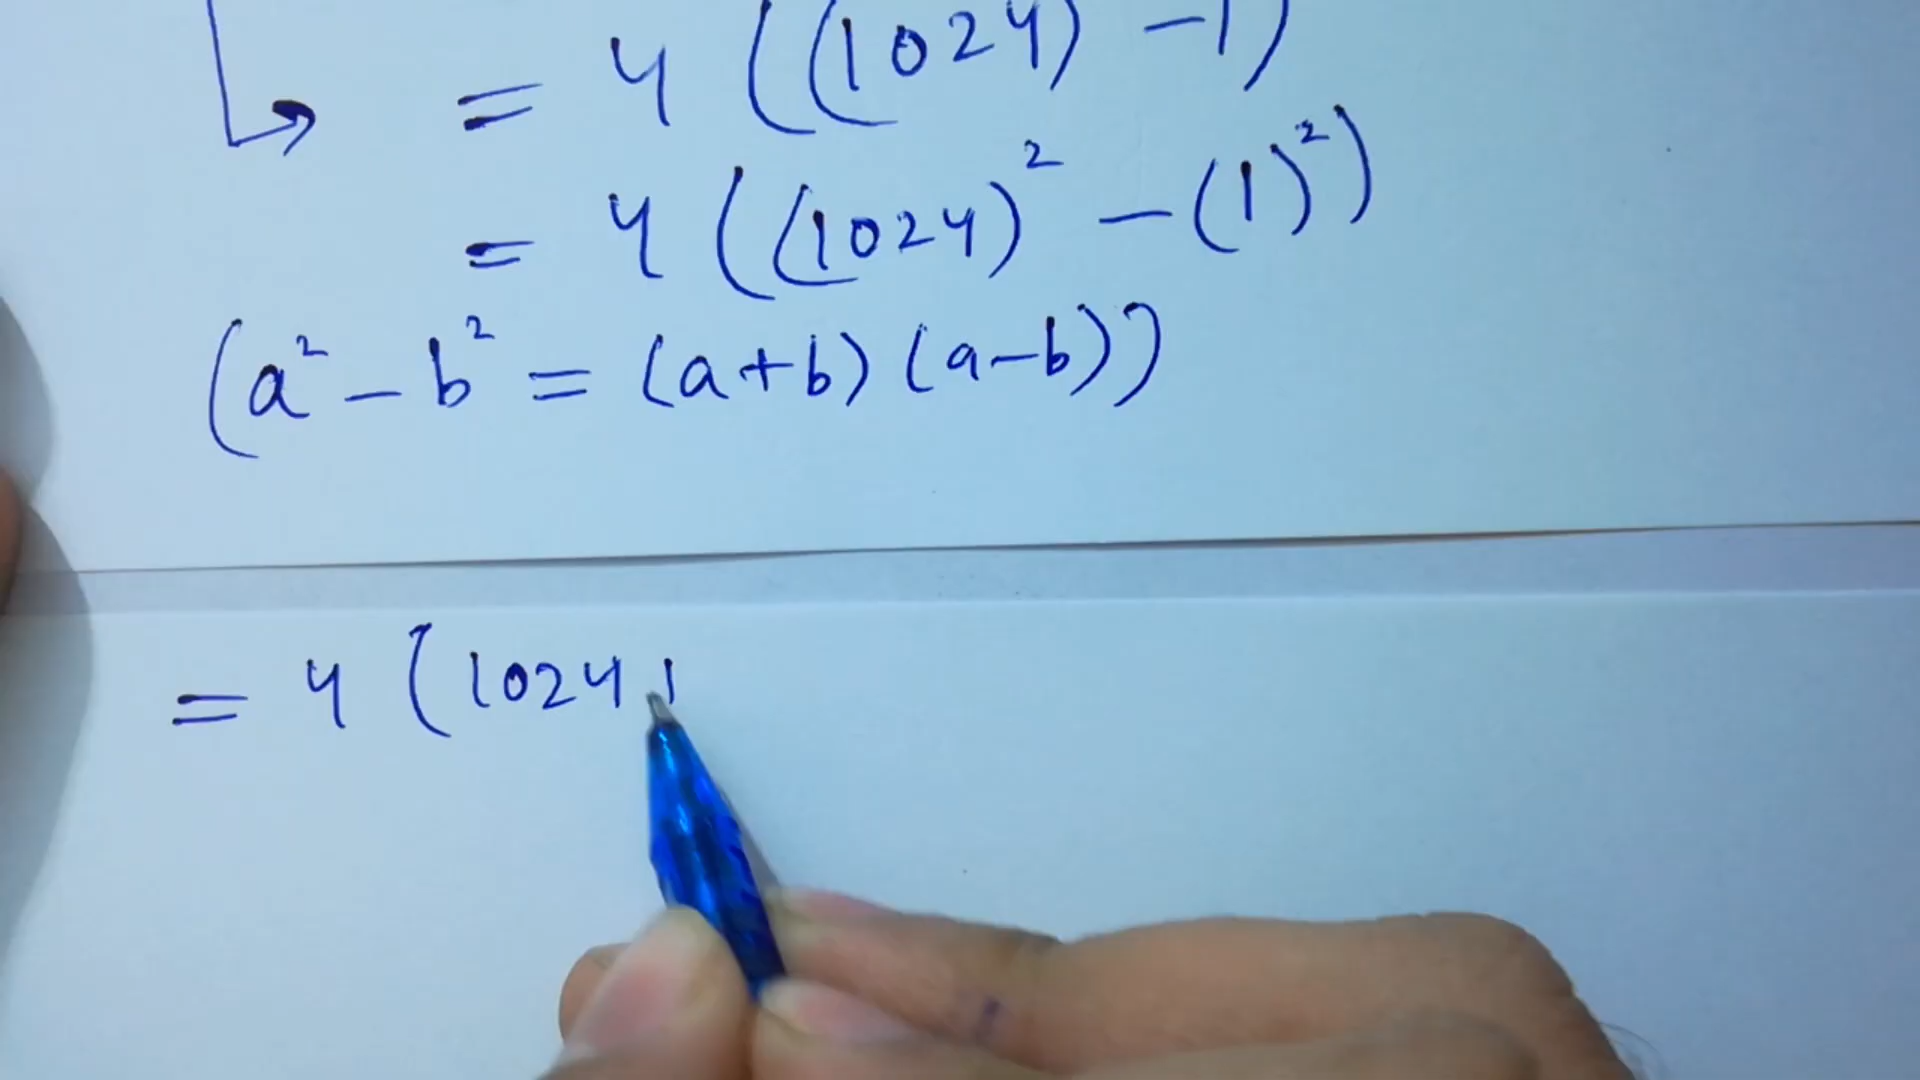 = 4 ((1024) - 1)
= 4 ((1024)² - (1)²)
(a² - b² = (a+b) (a-b))
= 4 (1024